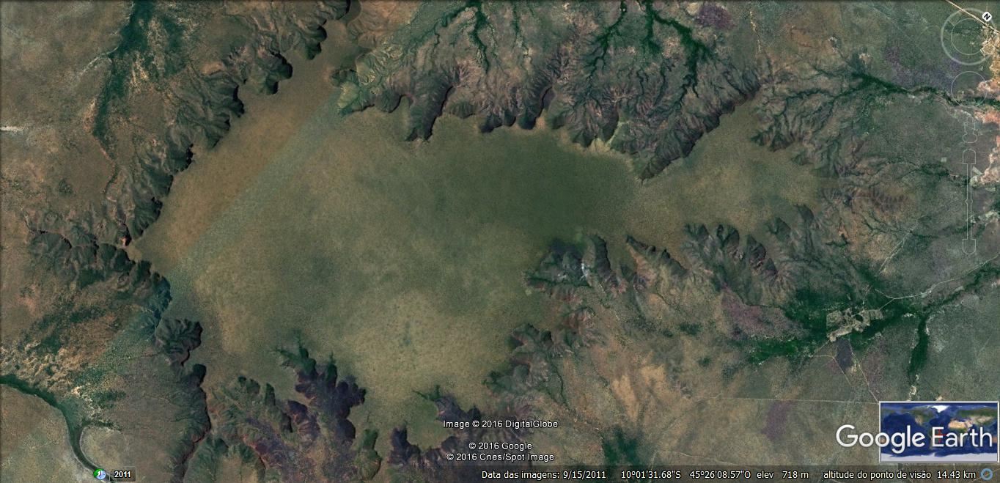 N
Image © 2016 DigitalGlobe
© 2016 Google
© 2016 Cnes/Spot Image
Google Earth
2011
Data das imagens: 9/15/2011 10°01'31.68"S 45°26'08.57"O elev 718 m altitude do ponto de visão 14.43 km